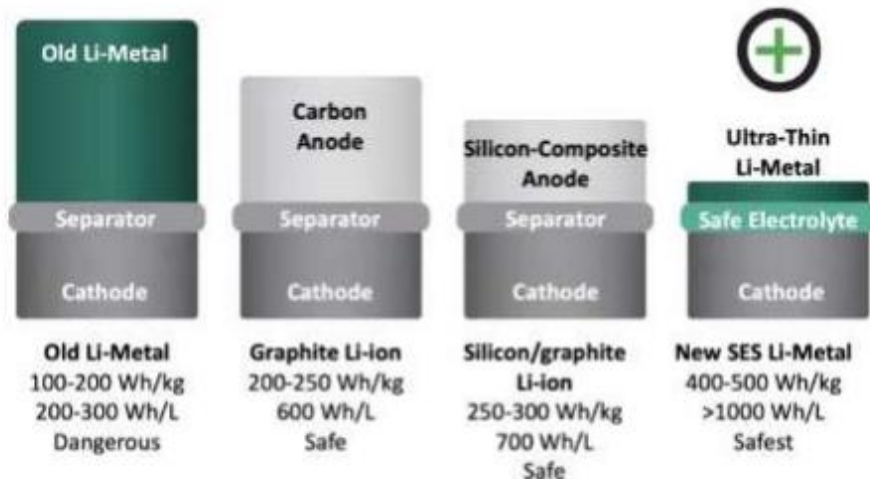 Old Li-Metal
Separator
Cathode
Old Li-Metal
100-200 Wh/kg
200-300 Wh/L
Dangerous
Carbon
Anode
Separator
Cathode
Graphite Li-ion
200-250 Wh/kg
600 Wh/L
Safe
Silicon-Composite
Anode
Separator
Cathode
Silicon/graphite
Li-ion
250-300 Wh/kg
700 Wh/L
Safe
Ultra-Thin
Li-Metal
Safe Electrolyte
Cathode
New SES Li-Metal
400-500 Wh/kg
>1000 Wh/L
Safest